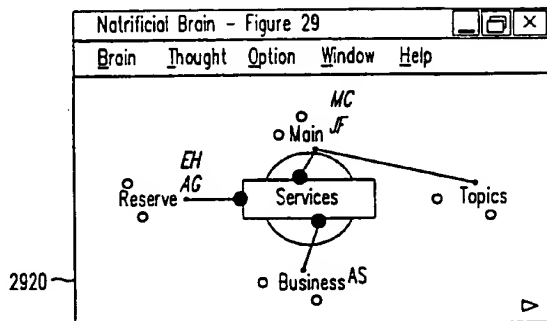 Natrificial Brain - Figure 29
Brain Thought Option Window Help
MC
Main JF
EH
AG
Reserve Services Topics
2920
Business AS